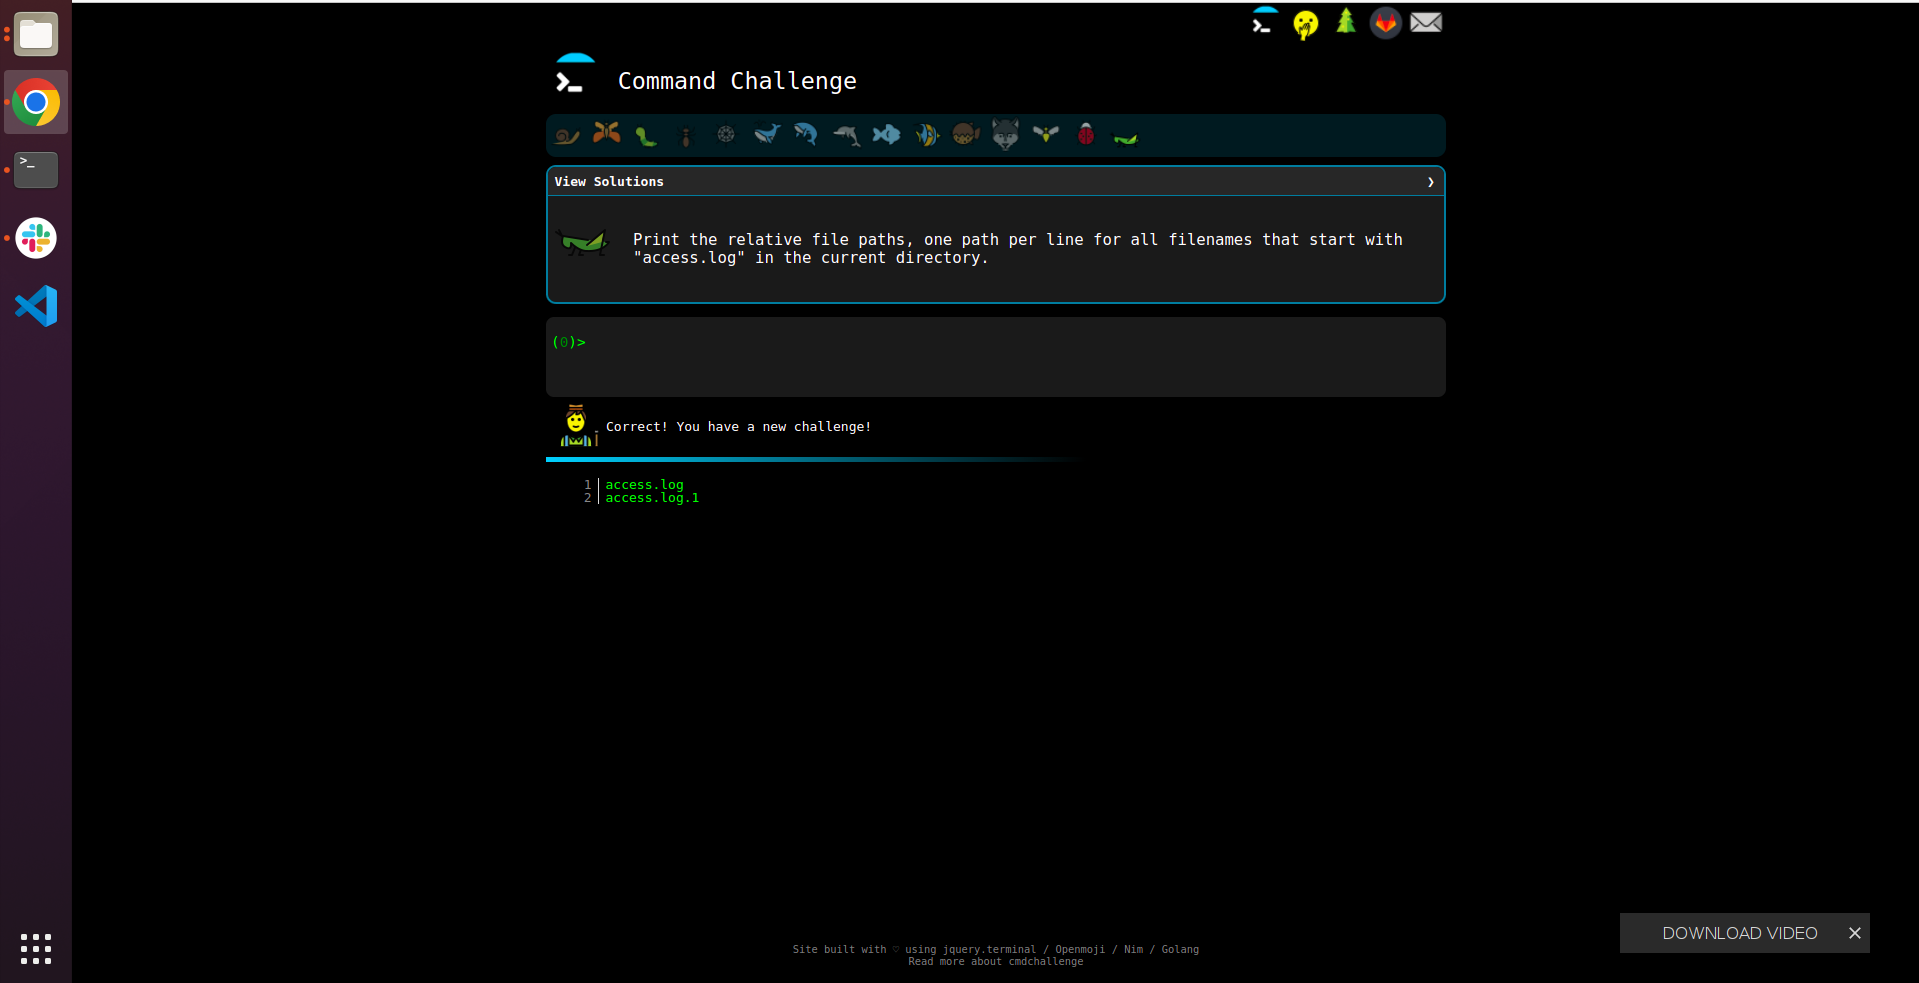 Command Challenge
View Solutions
Print the relative file paths, one path per line for all filenames that start with
"access.log" in the current directory.
(0)>
Correct! You have a new challenge!
1 access.log
2 access.log.1
DOWNLOAD VIDEO
Site built with ♡ using jquery.terminal / Openmoji / Nim / Golang
Read more about cmdchallenge